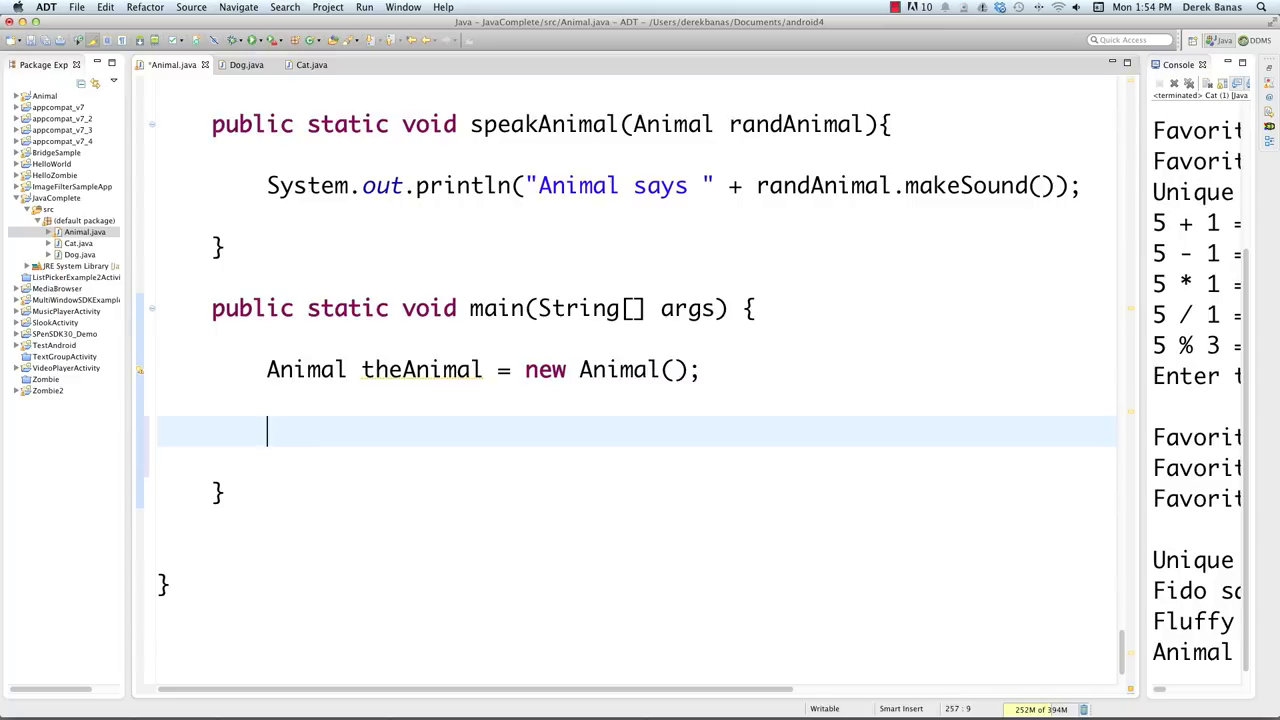 ADT File Edit Refactor Source Navigate Search Project Run Window Help
10 Mon 1:54 PM Derek Banas
Java – JavaComplete/src/Animal.java – ADT – /Users/derekbanas/Documents/android4
Quick Access Java DDMS
Package Exp
*Animal.java Dog.java Cat.java
Console
<terminated> Cat (1) [Java
Animal
appcompat_v7
appcompat_v7_2
appcompat_v7_3
appcompat_v7_4
BridgeSample
HelloWorld
HelloZombie
ImageFilterSampleApp
JavaComplete
src
(default package)
Animal.java
Cat.java
Dog.java
JRE System Library [Ja
ListPickerExample2Activi
MediaBrowser
MultiWindowSDKExample
MusicPlayerActivity
SlookActivity
SPenSDK30_Demo
TestAndroid
TextGroupActivity
VideoPlayerActivity
Zombie
Zombie2
public static void speakAnimal(Animal randAnimal){
System.out.println("Animal says " + randAnimal.makeSound());
}
public static void main(String[] args) {
Animal theAnimal = new Animal();
}
}
Favorit
Favorit
Unique
5 + 1 =
5 - 1 =
5 * 1 =
5 / 1 =
5 % 3 =
Enter t
Favorit
Favorit
Favorit
Unique
Fido sa
Fluffy
Animal
Writable Smart Insert 257 : 9 252M of 394M